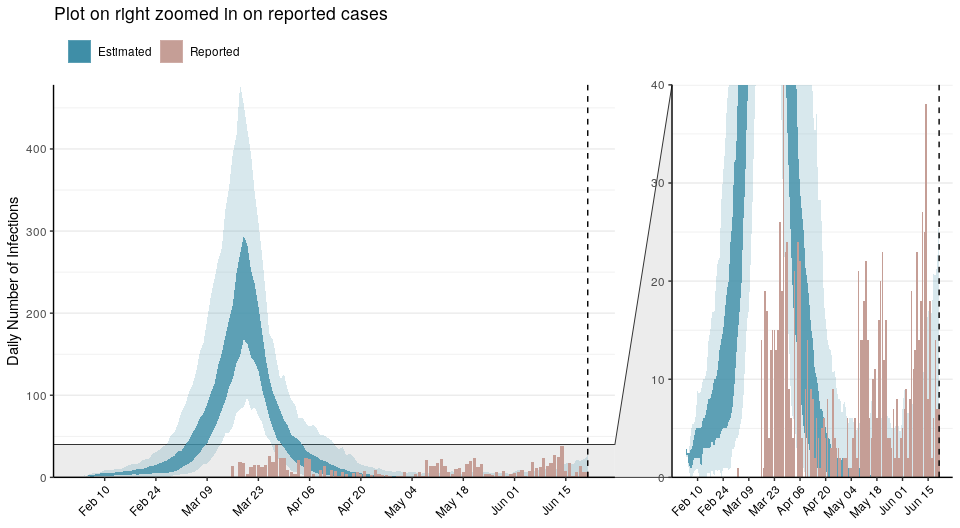 Plot on right zoomed in on reported cases
Estimated Reported
Daily Number of Infections
400
300
200
100
0
Feb 10 Feb 24 Mar 09 Mar 23 Apr 06 Apr 20 May 04 May 18 Jun 01 Jun 15
40
30
20
10
0
Feb 10 Feb 24 Mar 09 Mar 23 Apr 06 Apr 20 May 04 May 18 Jun 01 Jun 15